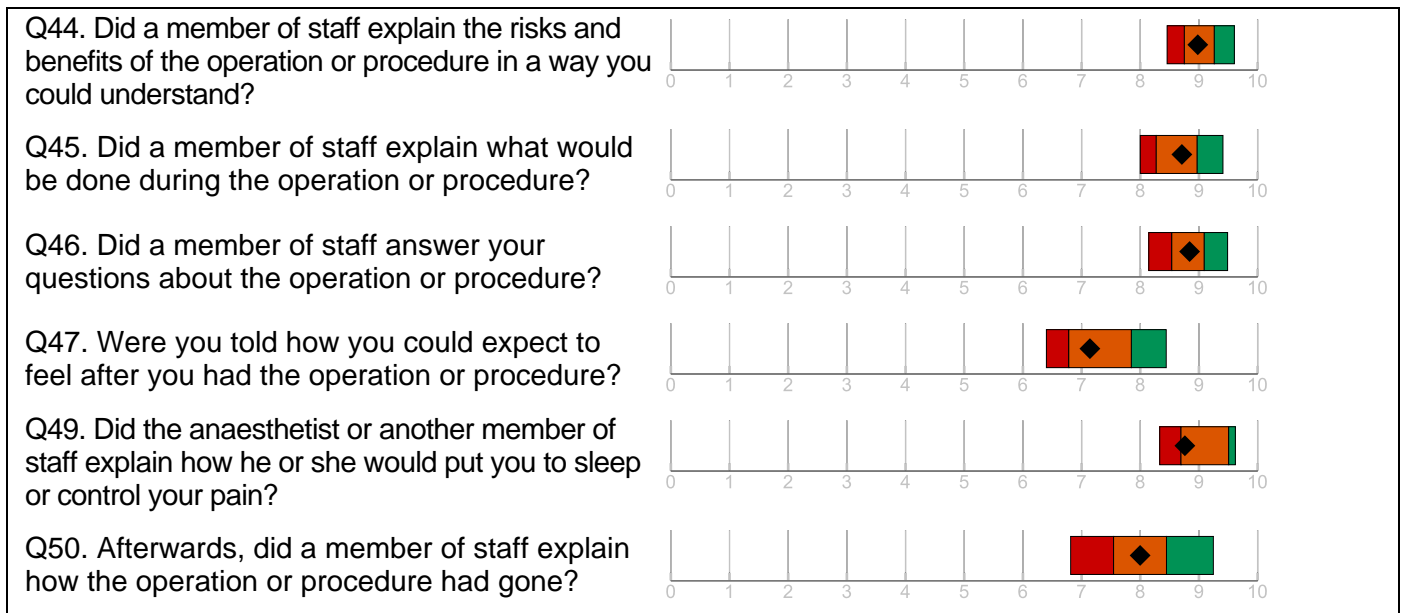 Q44. Did a member of staff explain the risks and
benefits of the operation or procedure in a way you
could understand?
0 1 2 3 4 5 6 7 8 9 10
Q45. Did a member of staff explain what would
be done during the operation or procedure?
0 1 2 3 4 5 6 7 8 9 10
Q46. Did a member of staff answer your
questions about the operation or procedure?
0 1 2 3 4 5 6 7 8 9 10
Q47. Were you told how you could expect to
feel after you had the operation or procedure?
0 1 2 3 4 5 6 7 8 9 10
Q49. Did the anaesthetist or another member of
staff explain how he or she would put you to sleep
or control your pain?
0 1 2 3 4 5 6 7 8 9 10
Q50. Afterwards, did a member of staff explain
how the operation or procedure had gone?
0 1 2 3 4 5 6 7 8 9 10